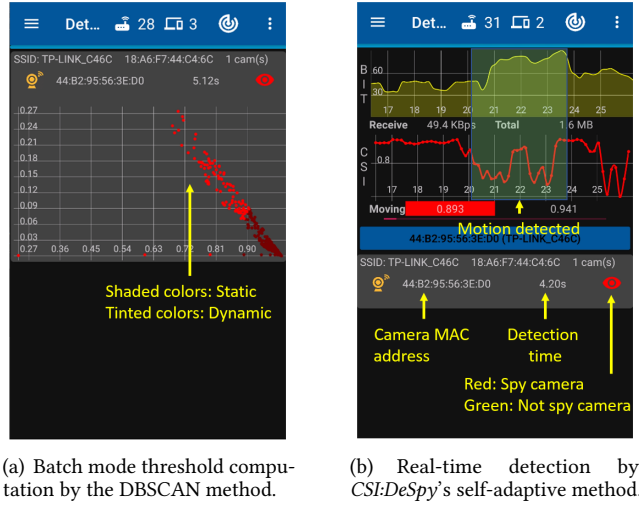 Det... 28 3
SSID: TP-LINK_C46C 18:A6:F7:44:C4:6C 1 cam(s)
44:B2:95:56:3E:D0 5.12s
0.27
0.24
0.21
0.18
0.15
0.12
0.09
0.06
0.03
0.27 0.36 0.45 0.54 0.63 0.72 0.81 0.90
Shaded colors: Static
Tinted colors: Dynamic
(a) Batch mode threshold compu-
tation by the DBSCAN method.
Det... 31 2
BIT
60
30
17 18 19 20 21 22 23 24 25
Receive 49.4 KBps Total 1.6 MB
CSI
0.8
17 18 19 20 21 22 23 24 25
Moving 0.893 0.941
Motion detected
44:B2:95:56:3E:D0 (TP-LINK_C46C)
SSID: TP-LINK_C46C 18:A6:F7:44:C4:6C 1 cam(s)
44:B2:95:56:3E:D0 4.20s
Camera MAC
address
Detection
time
Red: Spy camera
Green: Not spy camera
(b) Real-time detection by
CSI:DeSpy's self-adaptive method.